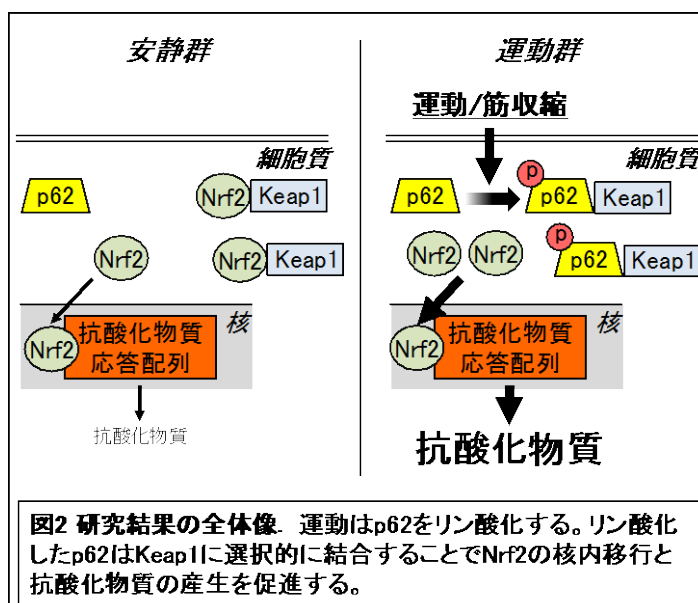 安静群
運動群
運動/筋収縮
細胞質
細胞質
p62
Nrf2
Keap1
Nrf2
Nrf2
Keap1
p62
p
p62
Keap1
Nrf2
Nrf2
p
p62
Keap1
核
Nrf2
抗酸化物質
応答配列
抗酸化物質
核
Nrf2
抗酸化物質
応答配列
抗酸化物質
図2 研究結果の全体像. 運動はp62をリン酸化する。リン酸化
したp62はKeap1に選択的に結合することでNrf2の核内移行と
抗酸化物質の産生を促進する。